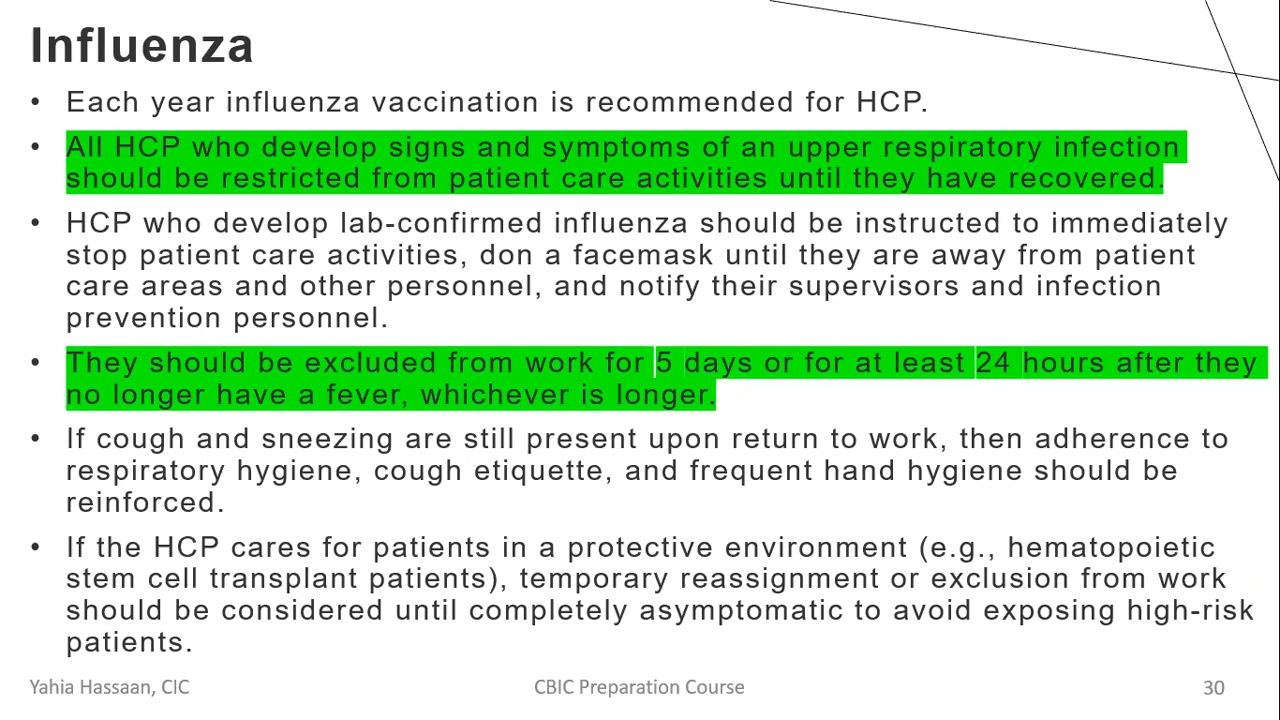 Influenza
• Each year influenza vaccination is recommended for HCP.
• All HCP who develop signs and symptoms of an upper respiratory infection
should be restricted from patient care activities until they have recovered.
• HCP who develop lab-confirmed influenza should be instructed to immediately
stop patient care activities, don a facemask until they are away from patient
care areas and other personnel, and notify their supervisors and infection
prevention personnel.
• They should be excluded from work for 5 days or for at least 24 hours after they
no longer have a fever, whichever is longer.
• If cough and sneezing are still present upon return to work, then adherence to
respiratory hygiene, cough etiquette, and frequent hand hygiene should be
reinforced.
• If the HCP cares for patients in a protective environment (e.g., hematopoietic
stem cell transplant patients), temporary reassignment or exclusion from work
should be considered until completely asymptomatic to avoid exposing high-risk
patients.
Yahia Hassaan, CIC CBIC Preparation Course 30